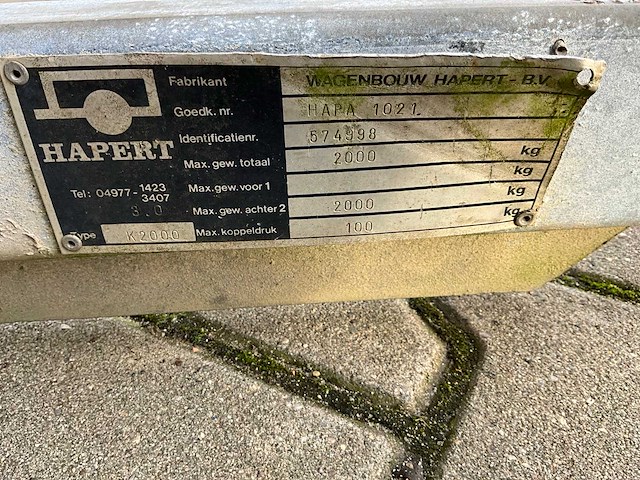 Fabrikant WAGENBOUW HAPERT - B.V.
Goedk. nr. HAPA 1021
Identificatienr. 574998
HAPERT
Max. gew. totaal 2000 kg
Max. gew. voor 1 kg
Tel: 04977-1423
3407
3.0
Max. gew. achter 2 2000 kg
Type K2000
Max. koppeldruk 100 kg